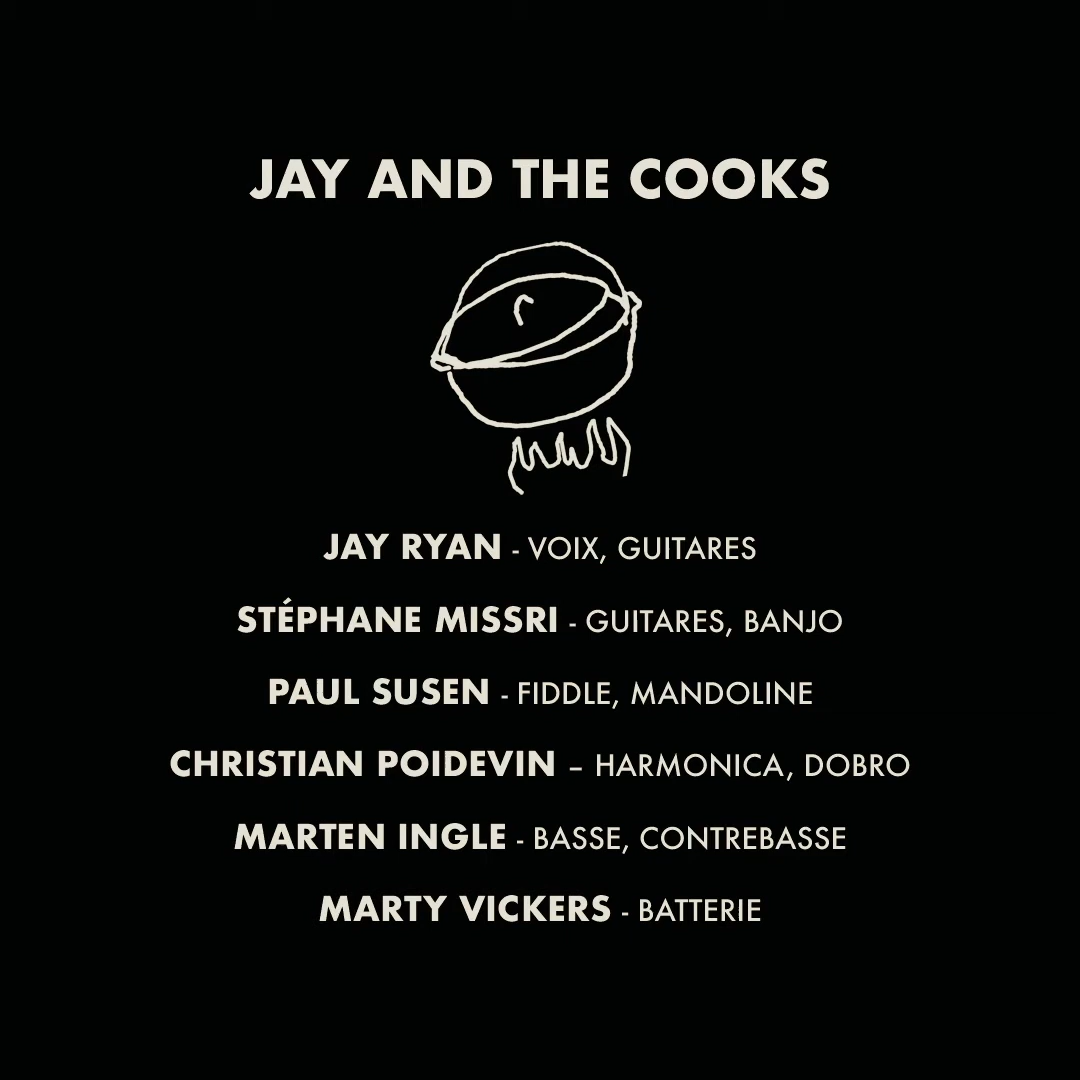 JAY AND THE COOKS
JAY RYAN - VOIX, GUITARES
STÉPHANE MISSRI - GUITARES, BANJO
PAUL SUSEN - FIDDLE, MANDOLINE
CHRISTIAN POIDEVIN – HARMONICA, DOBRO
MARTEN INGLE - BASSE, CONTREBASSE
MARTY VICKERS - BATTERIE